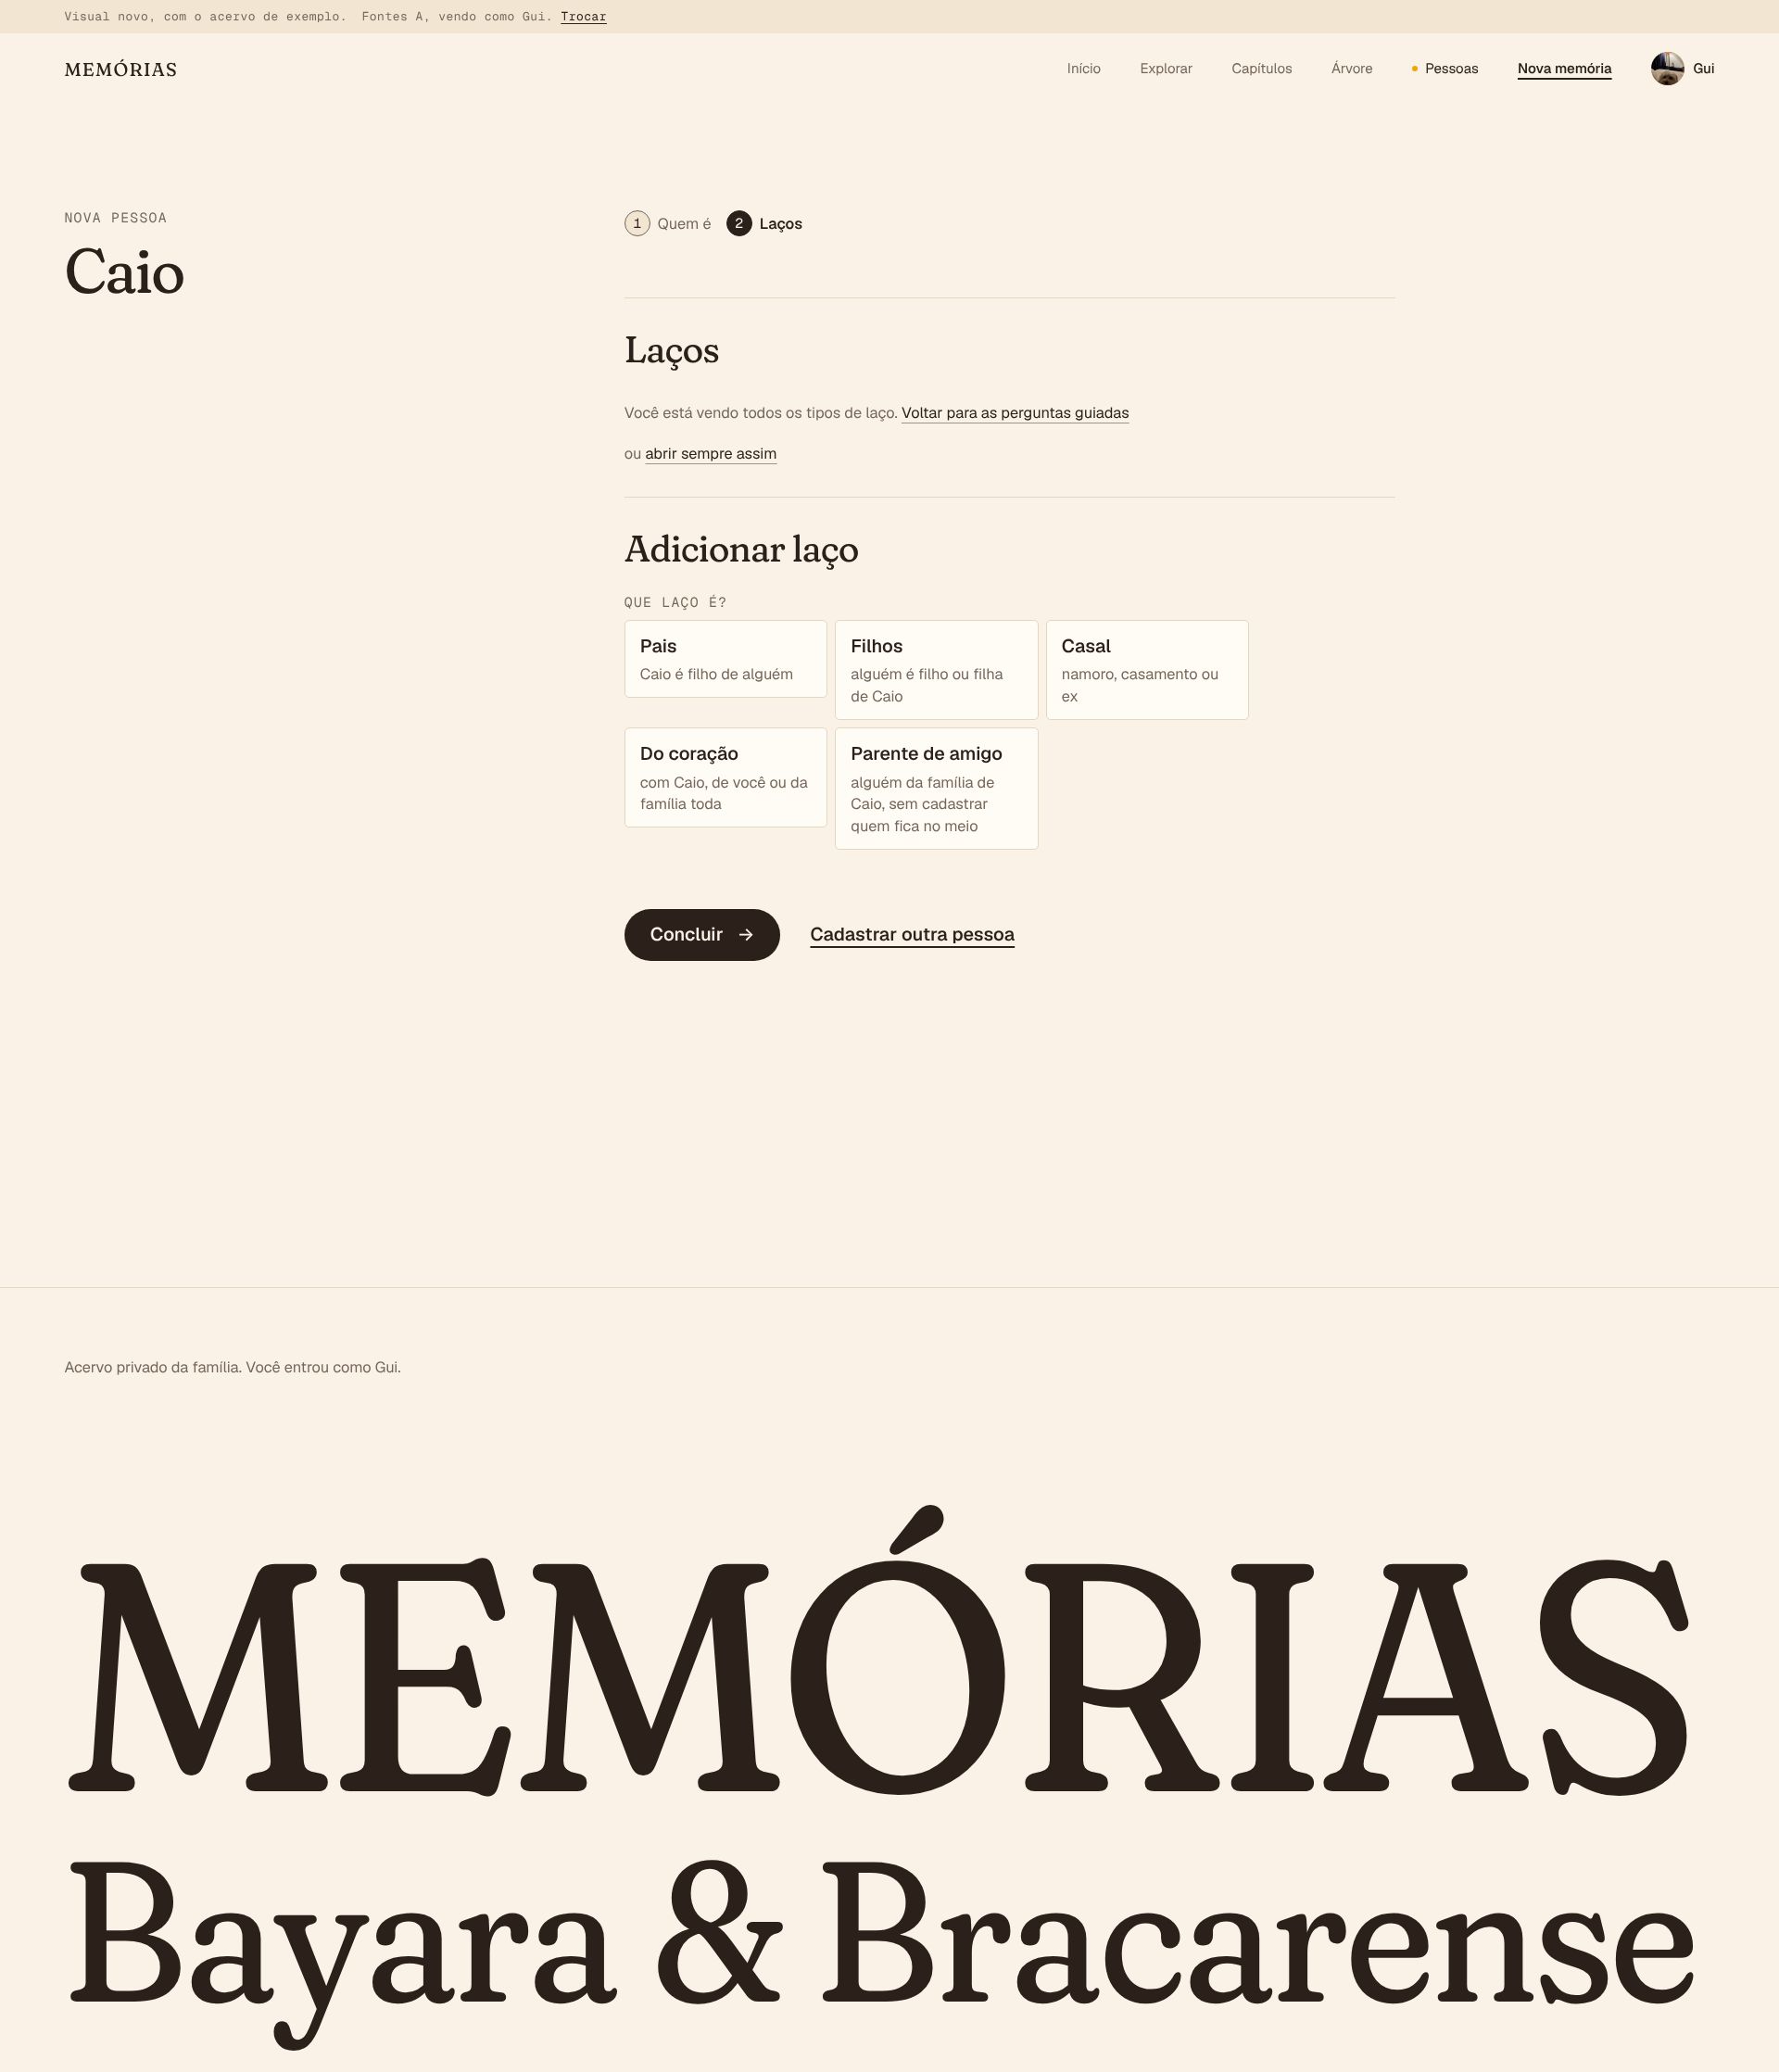 Visual novo, com o acervo de exemplo. Fontes A, vendo como Gui. Trocar
MEMÓRIAS
Início Explorar Capítulos Árvore Pessoas Nova memória Gui
NOVA PESSOA
Caio
1 Quem é 2 Laços
Laços
Você está vendo todos os tipos de laço. Voltar para as perguntas guiadas
ou abrir sempre assim
Adicionar laço
QUE LAÇO É?
Pais
Caio é filho de alguém
Filhos
alguém é filho ou filha
de Caio
Casal
namoro, casamento ou
ex
Do coração
com Caio, de você ou da
família toda
Parente de amigo
alguém da família de
Caio, sem cadastrar
quem fica no meio
Concluir → Cadastrar outra pessoa
Acervo privado da família. Você entrou como Gui.
MEMÓRIAS
Bayara & Bracarense